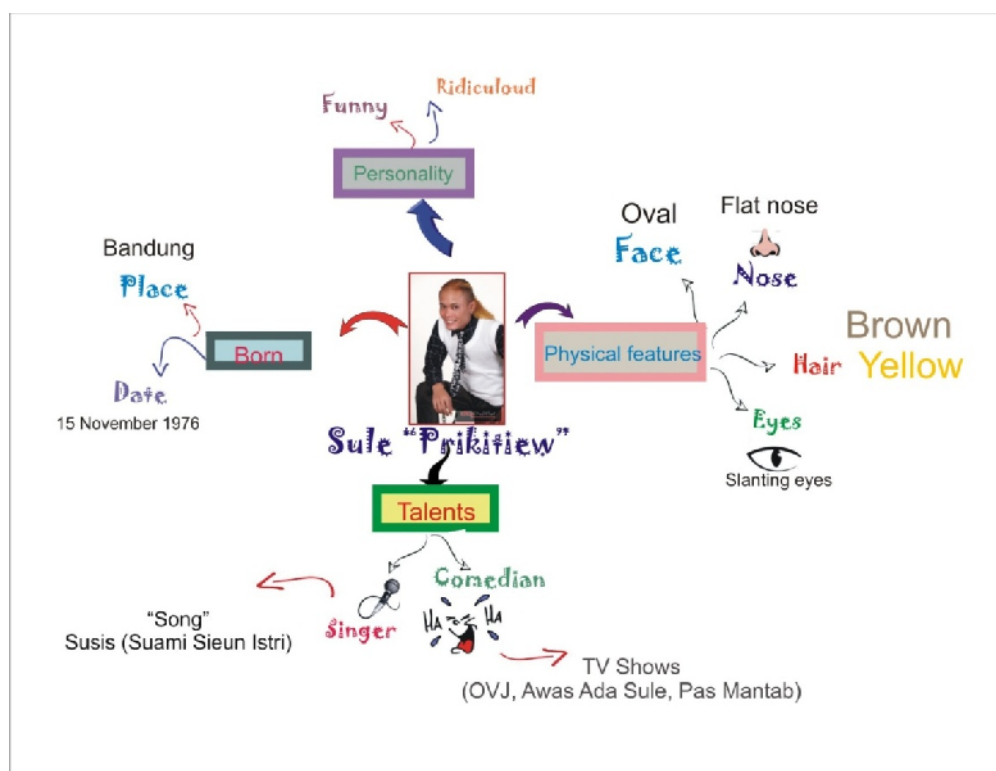 Ridiculoud
Funny
Personality
Oval
Face
Flat nose
Nose
Brown
Yellow
Hair
Physical features
Eyes
Slanting eyes
Bandung
Place
Born
Date
15 November 1976
Sule “Prikitiew”
Talents
Comedian
HA HA
Singer
“Song”
Susis (Suami Sieun Istri)
TV Shows
(OVJ, Awas Ada Sule, Pas Mantab)